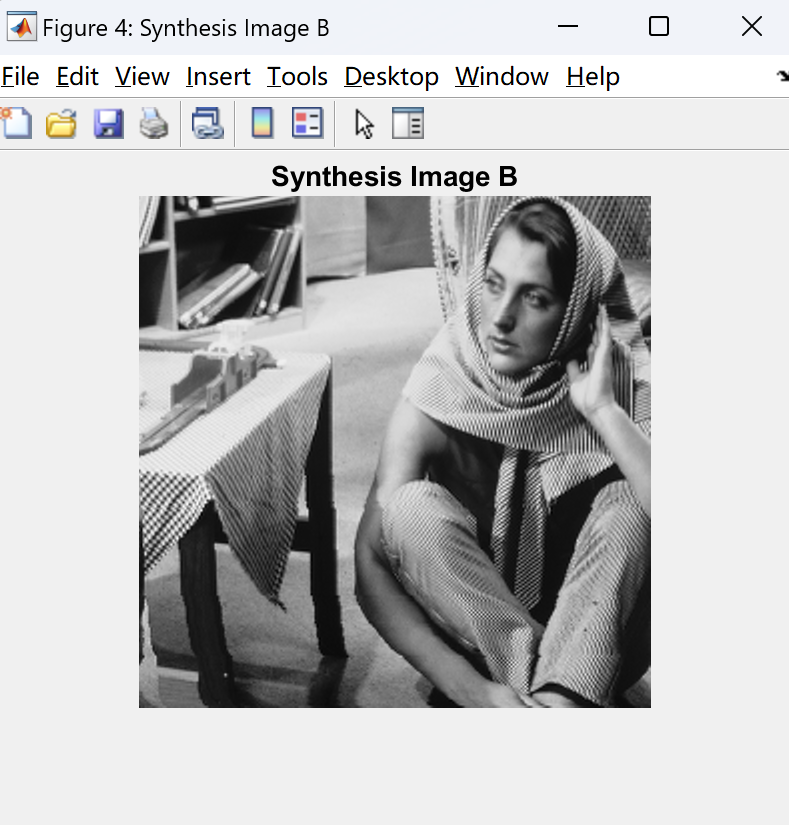 Figure 4: Synthesis Image B
File Edit View Insert Tools Desktop Window Help
Synthesis Image B